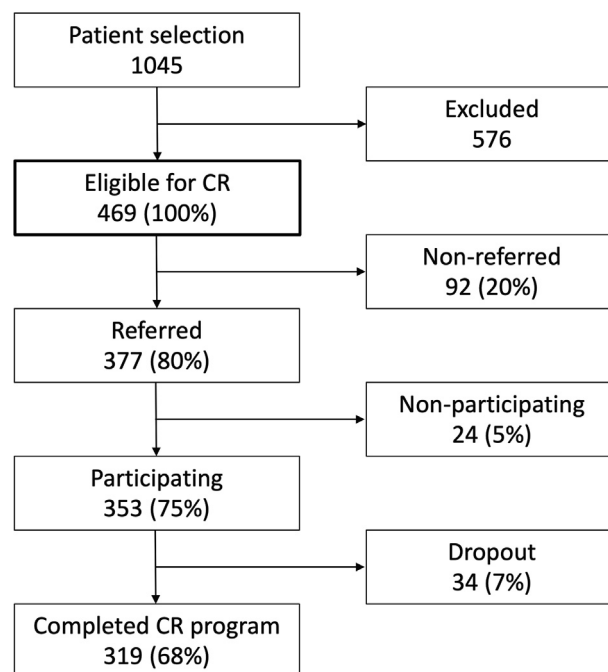 Patient selection
1045
Excluded
576
Eligible for CR
469 (100%)
Non-referred
92 (20%)
Referred
377 (80%)
Non-participating
24 (5%)
Participating
353 (75%)
Dropout
34 (7%)
Completed CR program
319 (68%)